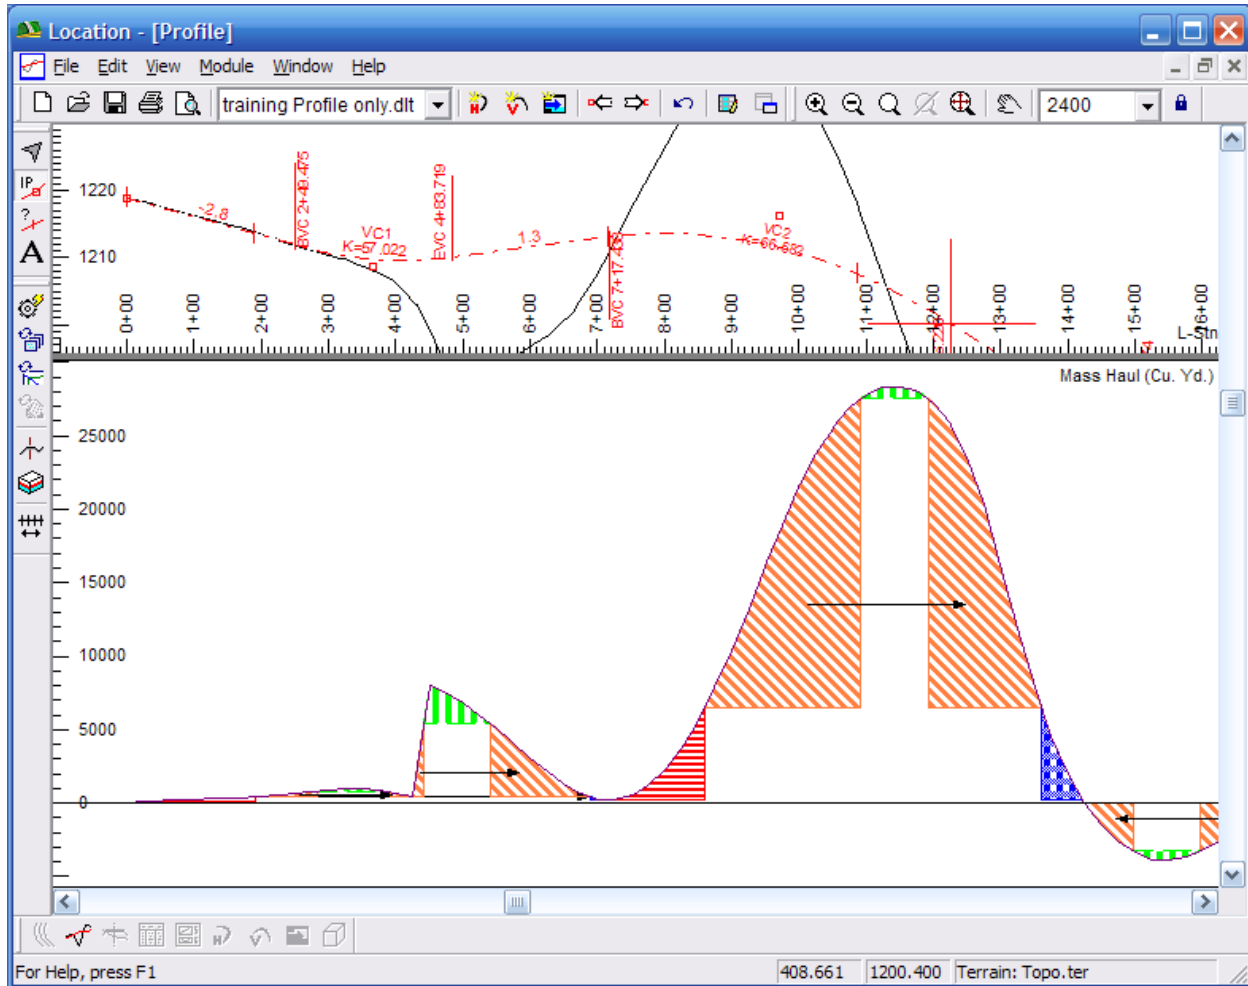 Location - [Profile]
File Edit View Module Window Help
training Profile only.dlt 2400
IP
?
A
1220
1210
-2.8
BVC 2+49.475
VC1
K=57.022
EVC 4+83.719
1.3
BVC 7+17.433
VC2
K=66.682
0+00 1+00 2+00 3+00 4+00 5+00 6+00 7+00 8+00 9+00 10+00 11+00 12+00 13+00 14+00 15+00 16+00
L-Stn
Mass Haul (Cu. Yd.)
25000
20000
15000
10000
5000
0
For Help, press F1 408.661 1200.400 Terrain: Topo.ter